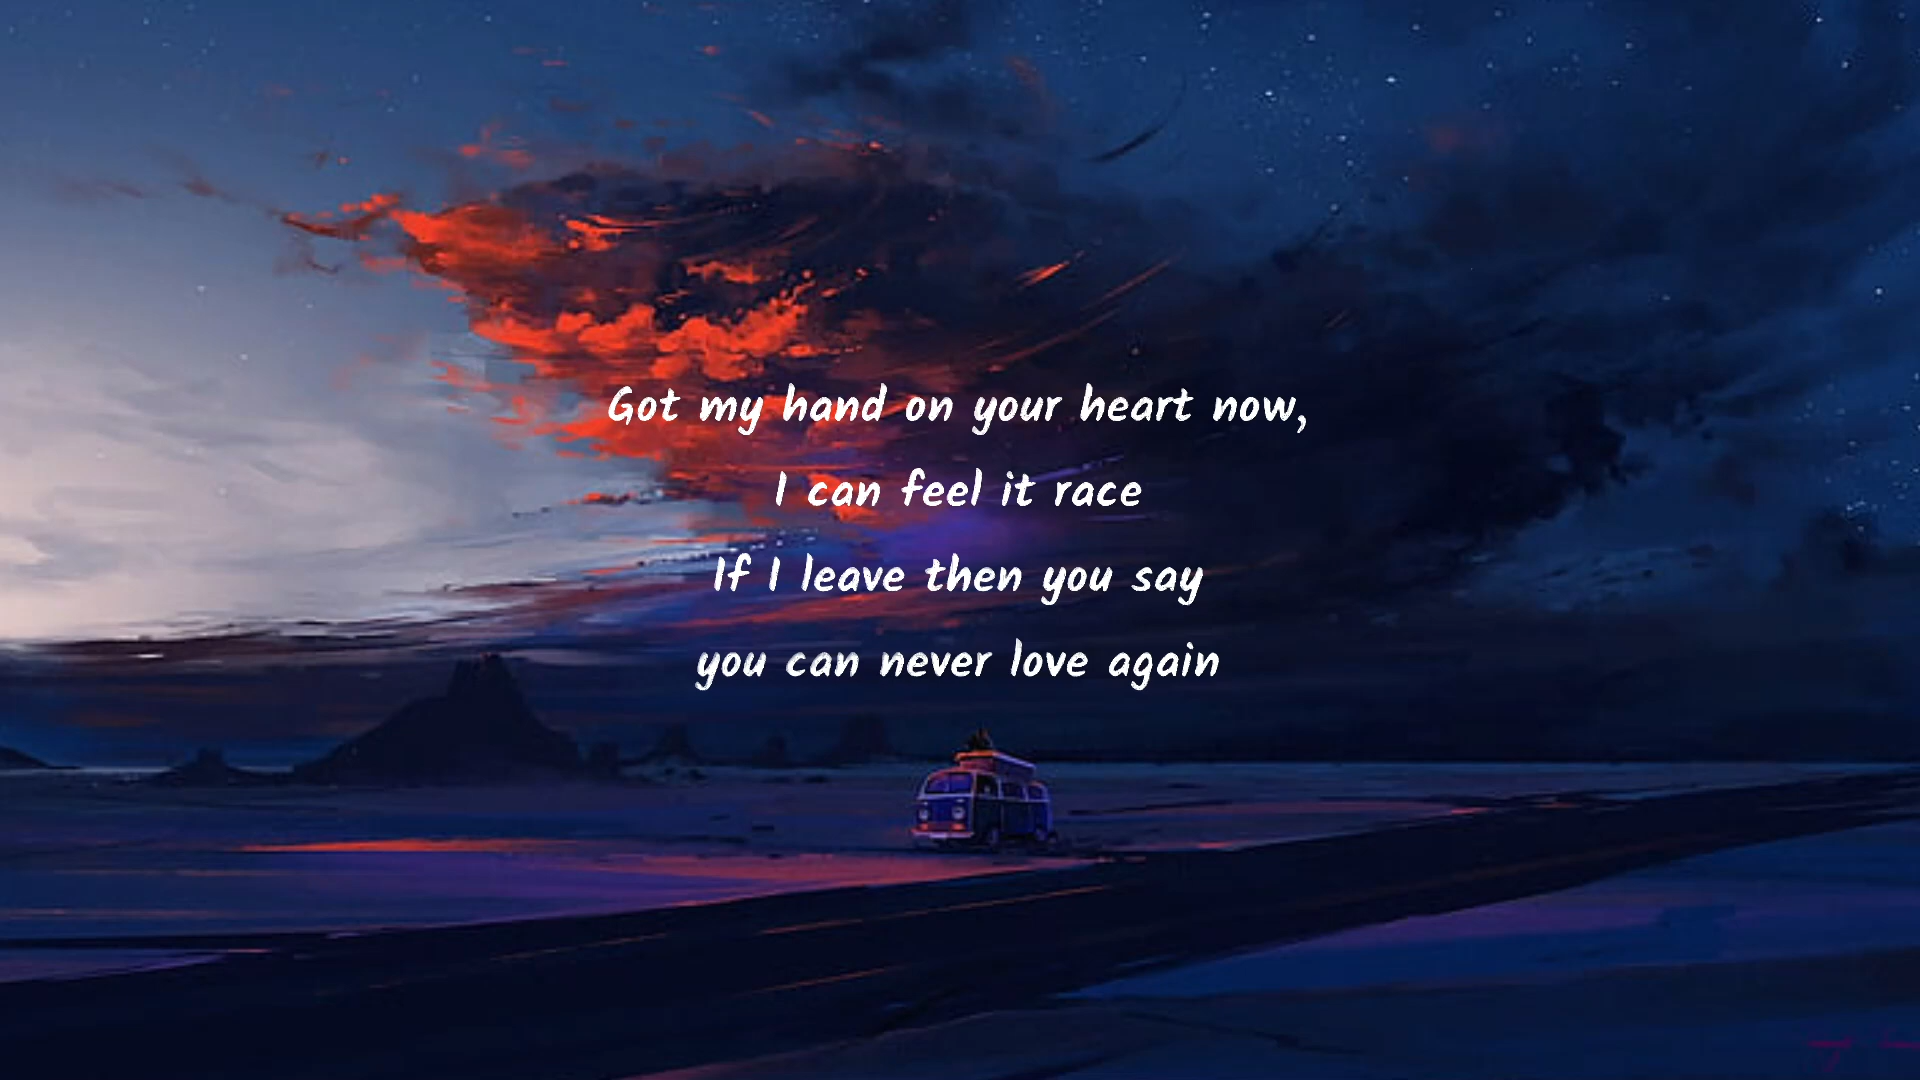 Got my hand on your heart now,
I can feel it race
If I leave then you say
you can never love again